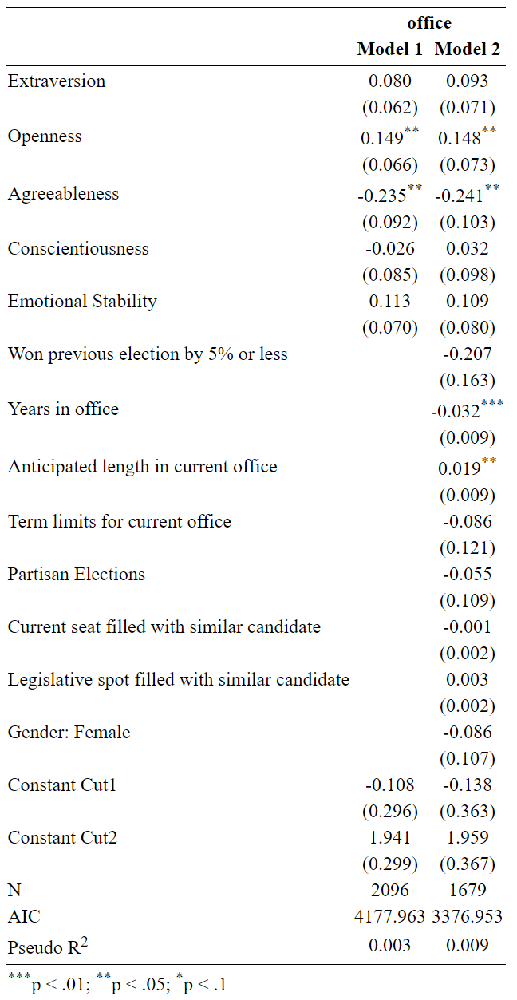 office
Model 1 Model 2
Extraversion 0.080 0.093
(0.062) (0.071)
Openness 0.149** 0.148**
(0.066) (0.073)
Agreeableness -0.235** -0.241**
(0.092) (0.103)
Conscientiousness -0.026 0.032
(0.085) (0.098)
Emotional Stability 0.113 0.109
(0.070) (0.080)
Won previous election by 5% or less -0.207
(0.163)
Years in office -0.032***
(0.009)
Anticipated length in current office 0.019**
(0.009)
Term limits for current office -0.086
(0.121)
Partisan Elections -0.055
(0.109)
Current seat filled with similar candidate -0.001
(0.002)
Legislative spot filled with similar candidate 0.003
(0.002)
Gender: Female -0.086
(0.107)
Constant Cut1 -0.108 -0.138
(0.296) (0.363)
Constant Cut2 1.941 1.959
(0.299) (0.367)
N 2096 1679
AIC 4177.963 3376.953
Pseudo R2 0.003 0.009
***p < .01; **p < .05; *p < .1